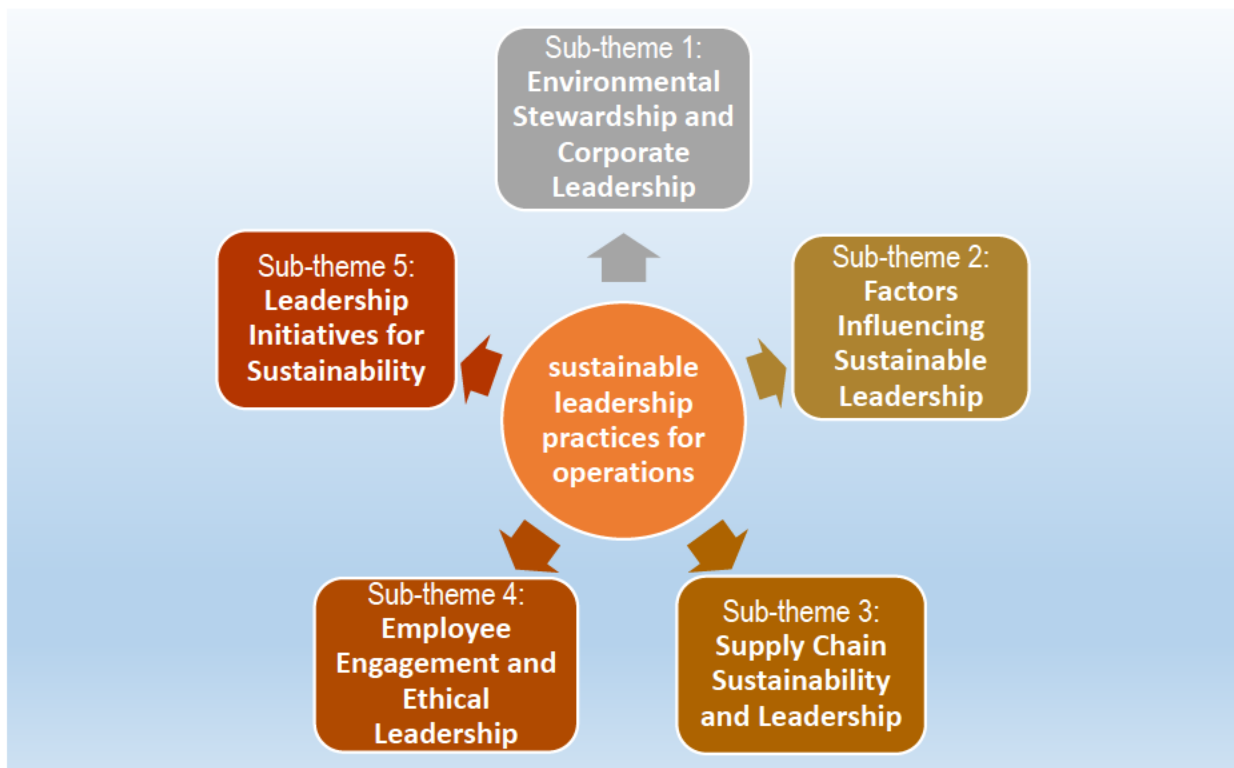 Sub-theme 1:
Environmental
Stewardship and
Corporate
Leadership
Sub-theme 2:
Factors
Influencing
Sustainable
Leadership
Sub-theme 3:
Supply Chain
Sustainability
and Leadership
Sub-theme 4:
Employee
Engagement and
Ethical
Leadership
Sub-theme 5:
Leadership
Initiatives for
Sustainability
sustainable
leadership
practices for
operations